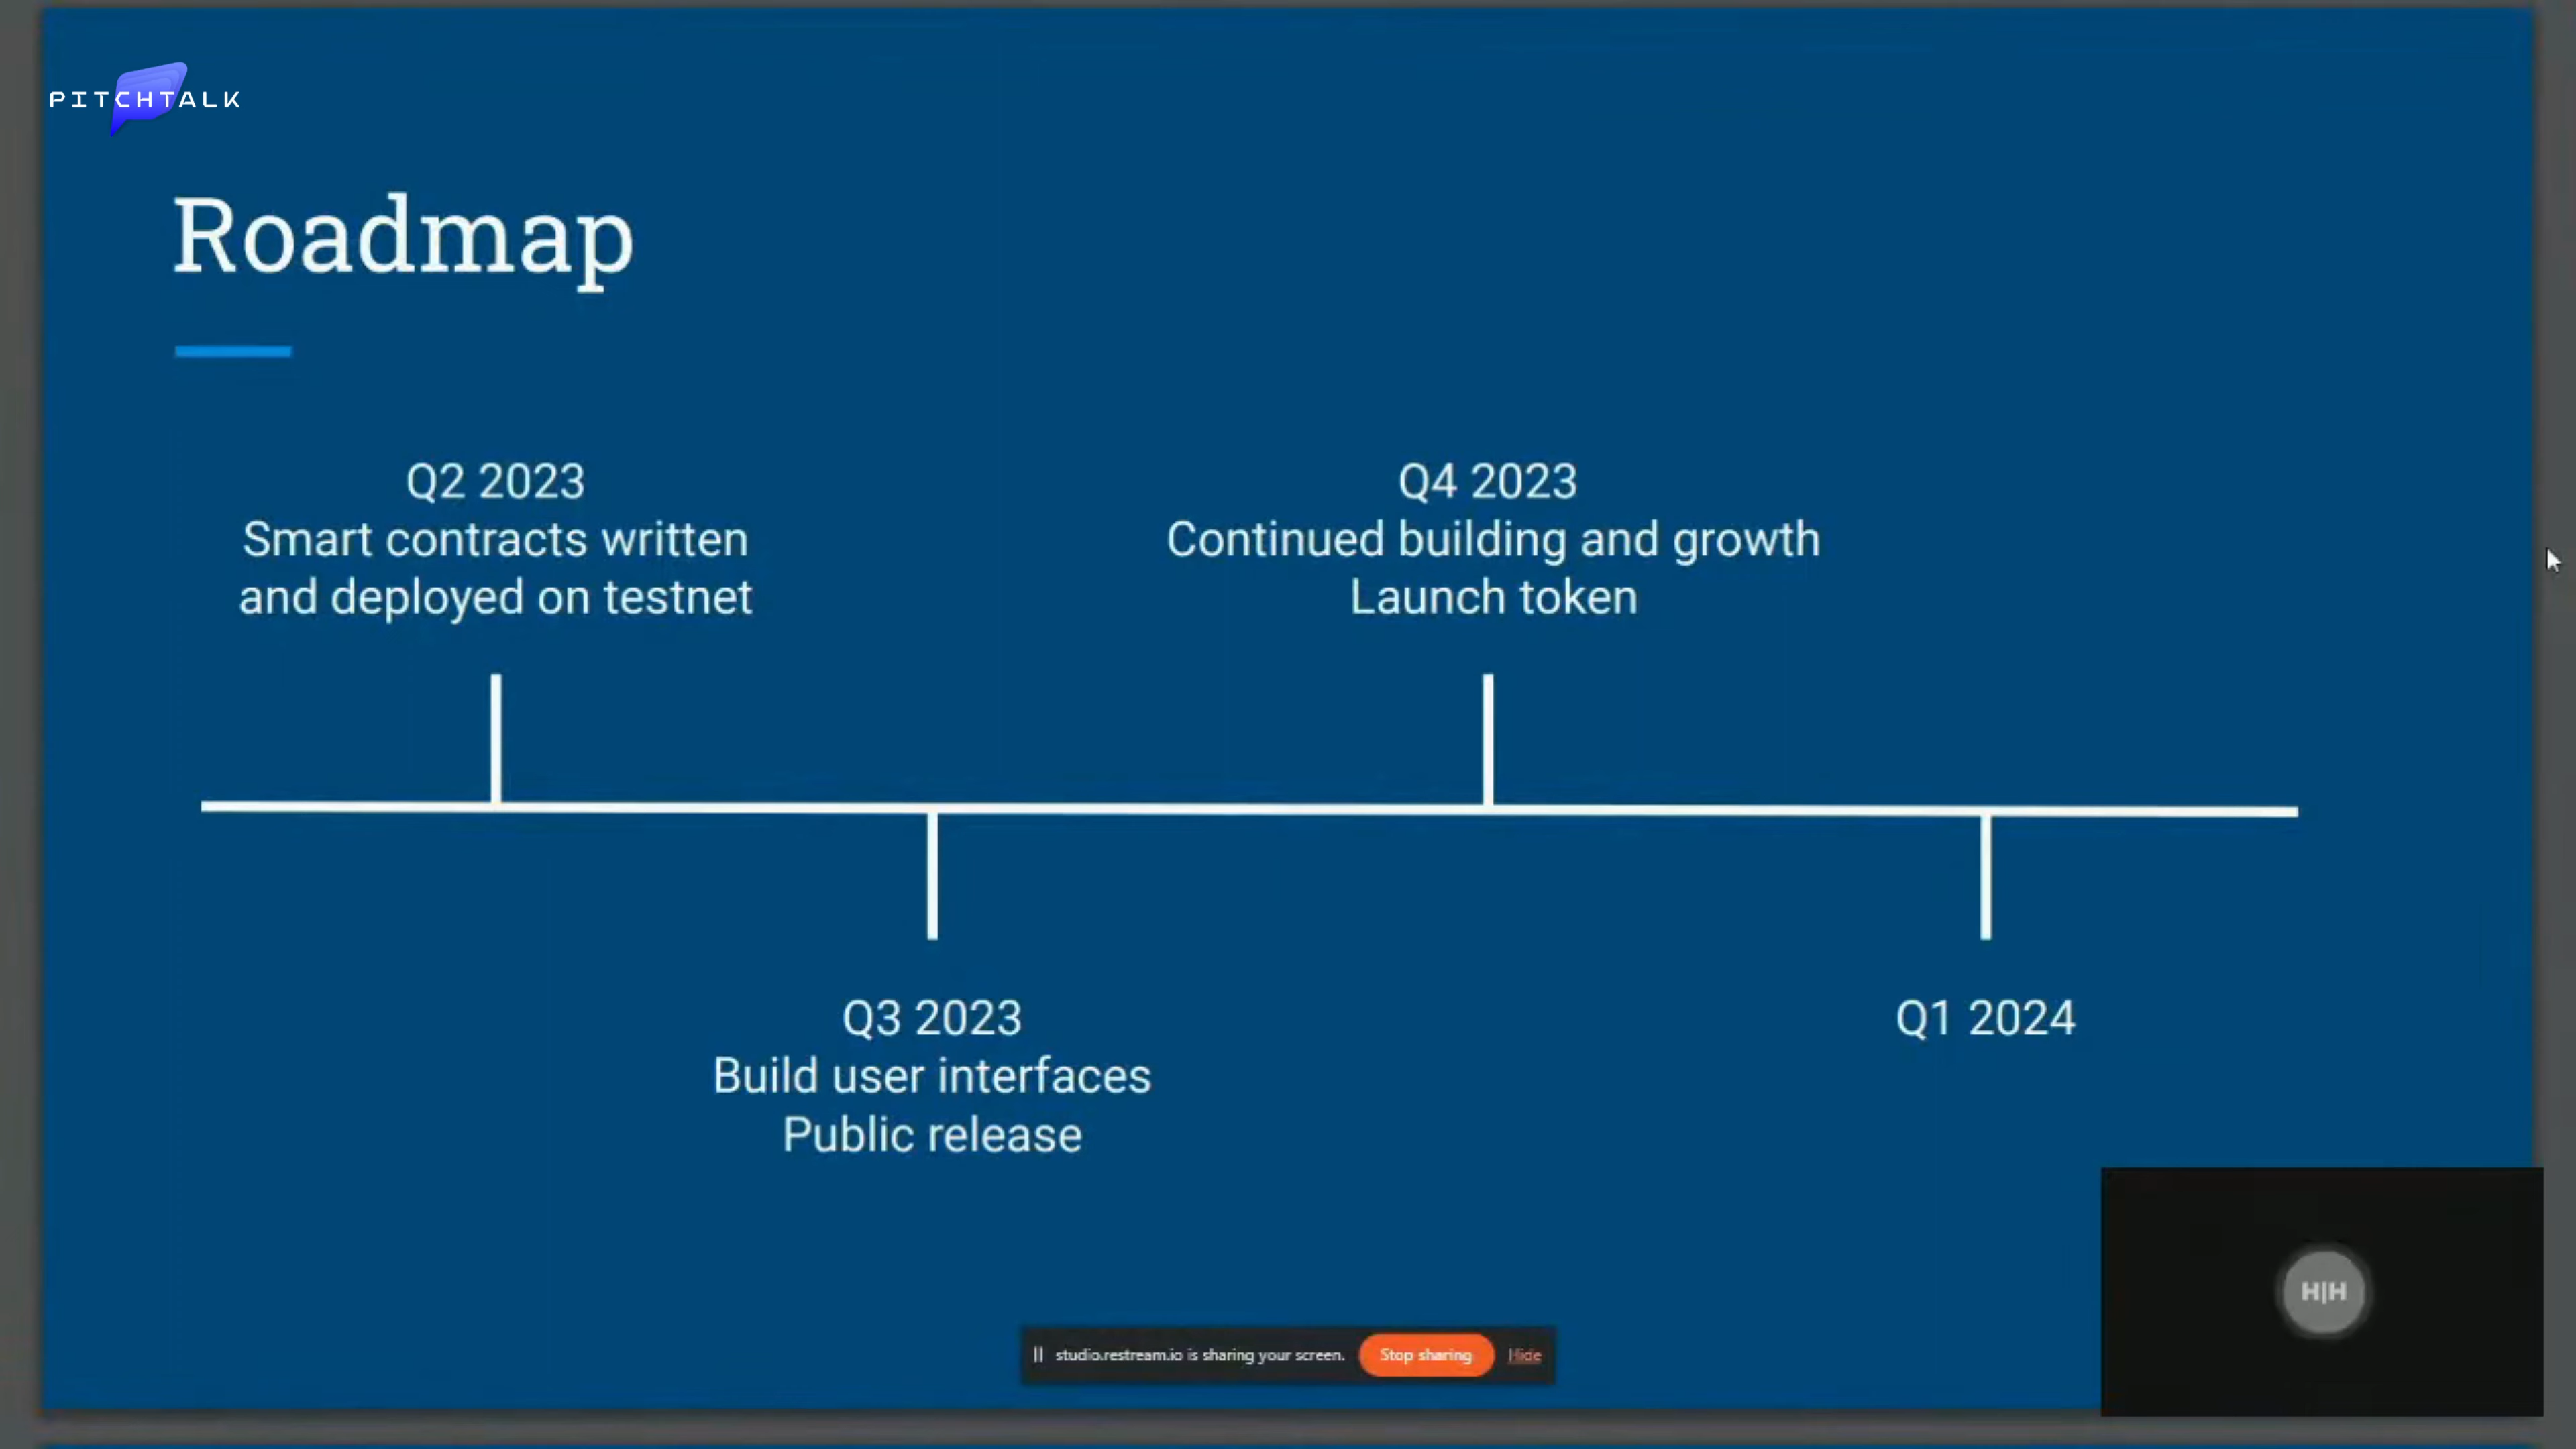 PITCHTALK
Roadmap
Q2 2023
Smart contracts written
and deployed on testnet
Q4 2023
Continued building and growth
Launch token
Q3 2023
Build user interfaces
Public release
Q1 2024
H|H
studio.restream.io is sharing your screen.
Stop sharing
Hide